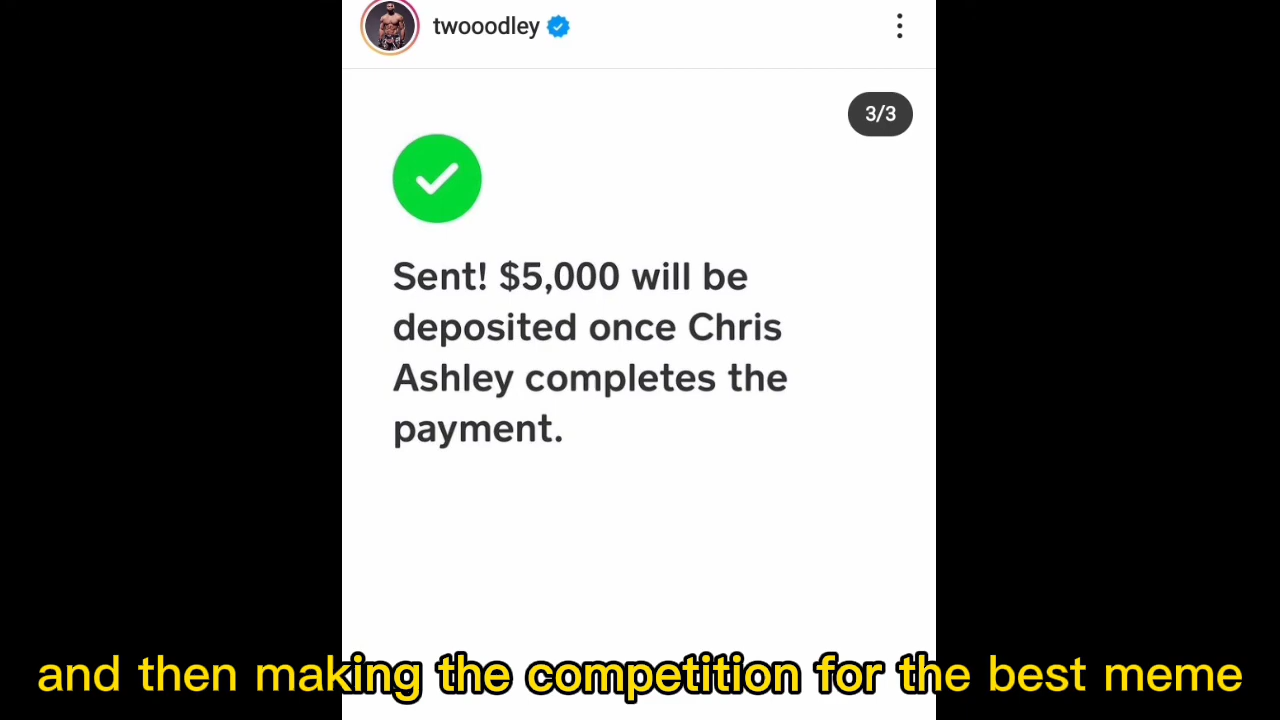 twooodley
3/3
Sent! $5,000 will be
deposited once Chris
Ashley completes the
payment.
and then making the competition for the best meme